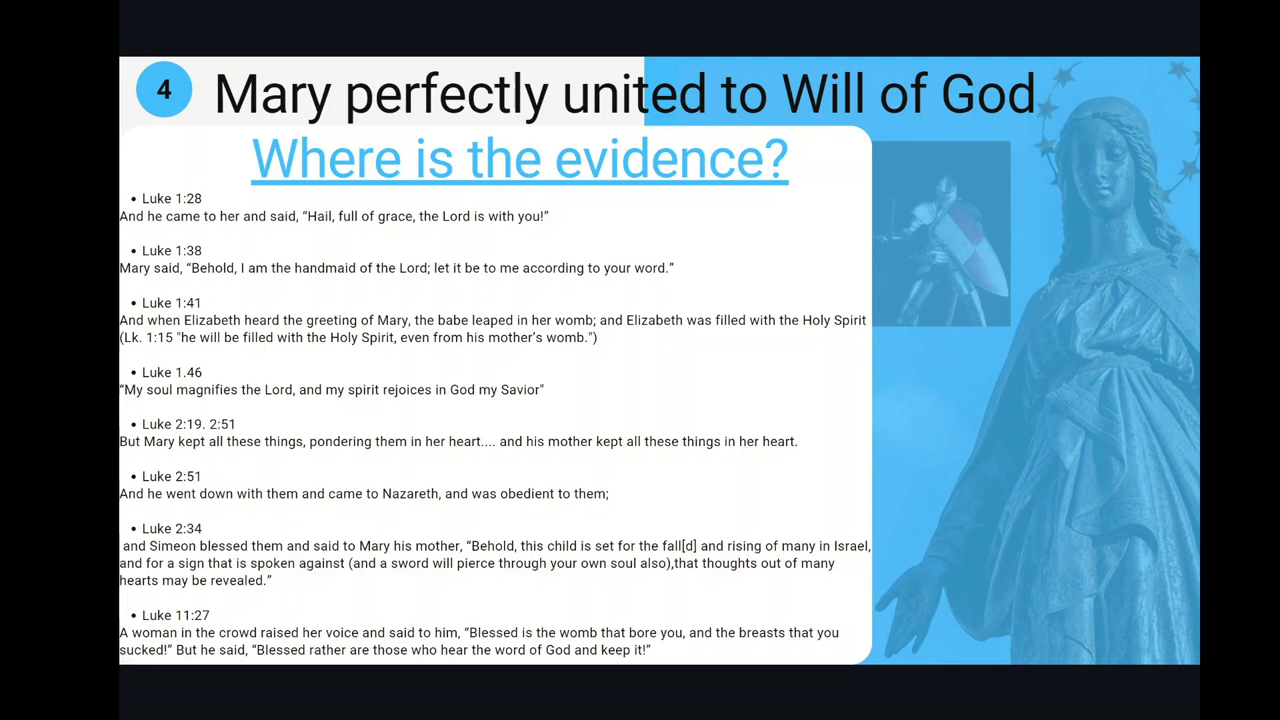 4
Mary perfectly united to Will of God
Where is the evidence?
• Luke 1:28
And he came to her and said, “Hail, full of grace, the Lord is with you!”
• Luke 1:38
Mary said, “Behold, I am the handmaid of the Lord; let it be to me according to your word.”
• Luke 1:41
And when Elizabeth heard the greeting of Mary, the babe leaped in her womb; and Elizabeth was filled with the Holy Spirit
(Lk. 1:15 "he will be filled with the Holy Spirit, even from his mother’s womb.")
• Luke 1.46
“My soul magnifies the Lord, and my spirit rejoices in God my Savior"
• Luke 2:19. 2:51
But Mary kept all these things, pondering them in her heart.... and his mother kept all these things in her heart.
• Luke 2:51
And he went down with them and came to Nazareth, and was obedient to them;
• Luke 2:34
and Simeon blessed them and said to Mary his mother, “Behold, this child is set for the fall[d] and rising of many in Israel,
and for a sign that is spoken against (and a sword will pierce through your own soul also),that thoughts out of many
hearts may be revealed.”
• Luke 11:27
A woman in the crowd raised her voice and said to him, “Blessed is the womb that bore you, and the breasts that you
sucked!” But he said, “Blessed rather are those who hear the word of God and keep it!”